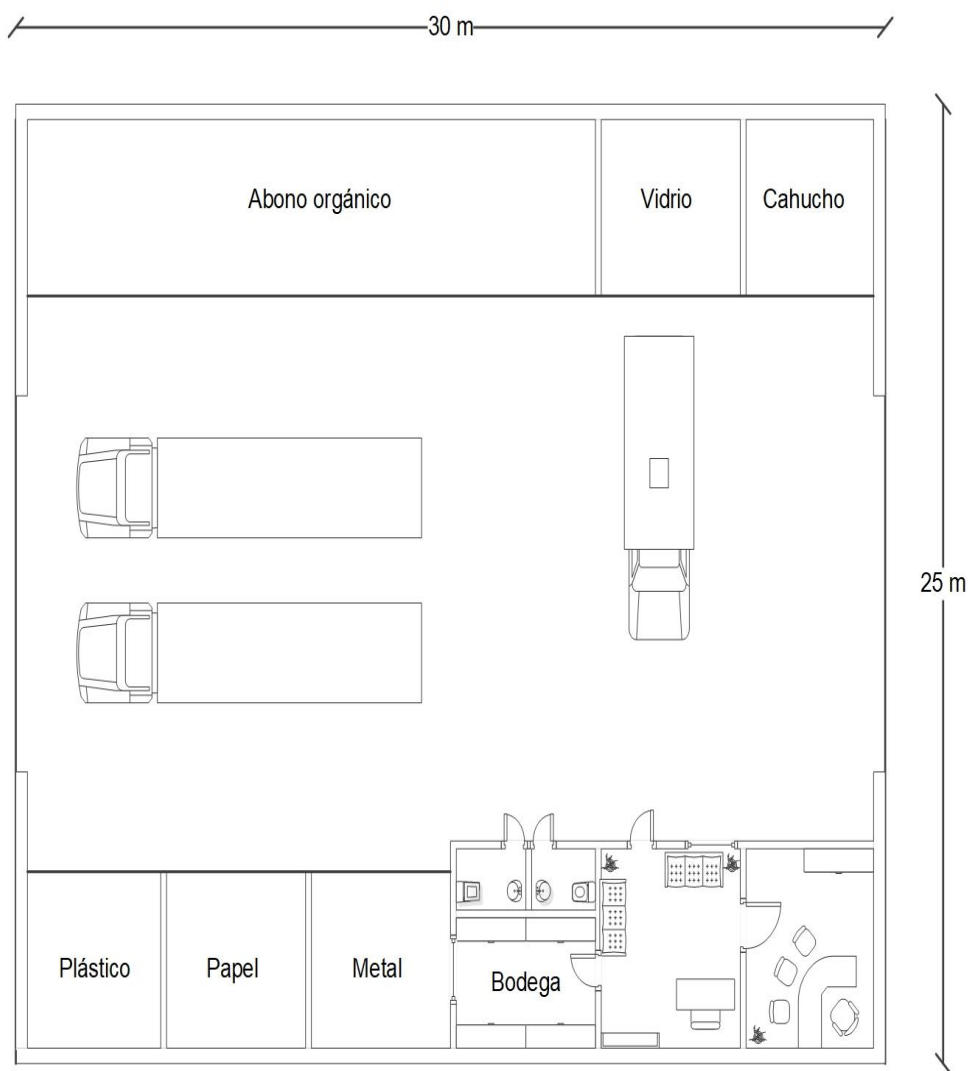 30 m
Abono orgánico
Vidrio
Cahucho
25 m
Plástico
Papel
Metal
Bodega